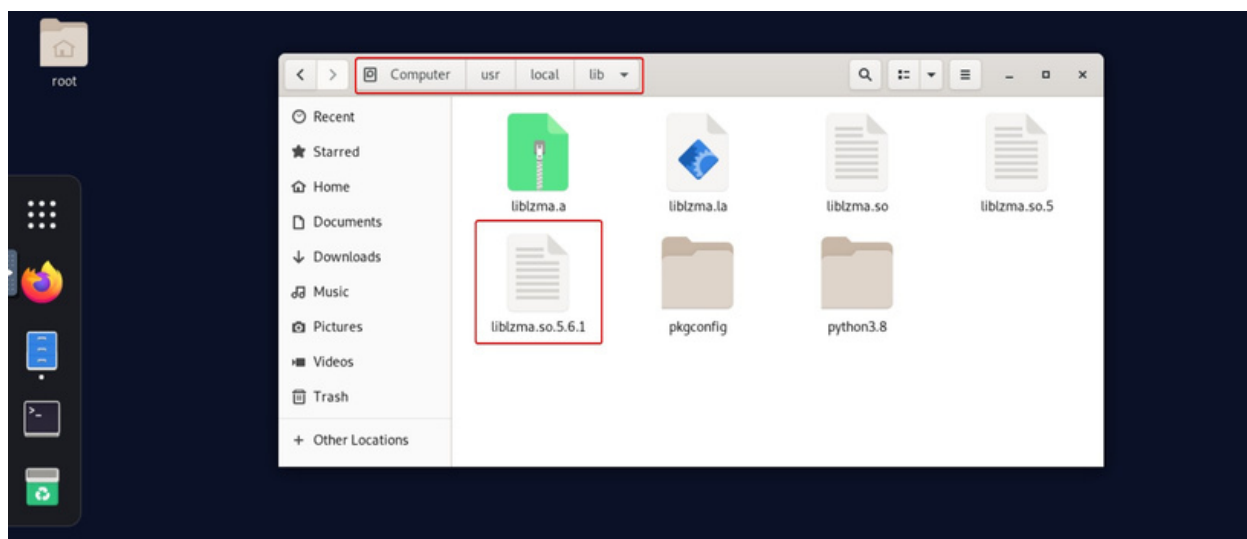 root
Computer usr local lib
Recent
Starred
Home
Documents
Downloads
Music
Pictures
Videos
Trash
+ Other Locations
liblzma.a liblzma.la liblzma.so liblzma.so.5
liblzma.so.5.6.1 pkgconfig python3.8